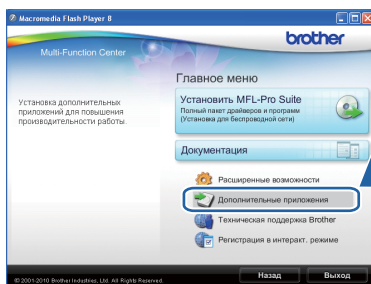 Macromedia Flash Player 8
brother
Multi-Function Center
Главное меню
Установка дополнительных
приложений для повышения
производительности работы.
Установить MFL-Pro Suite
Полный пакет драйверов и программ
(Установка для беспроводной сети)
Документация
Расширенные возможности
Дополнительные приложения
Техническая поддержка Brother
Регистрация в интеракт. режиме
© 2001-2010 Brother Industries, Ltd. All Rights Reserved.
Назад
Выход